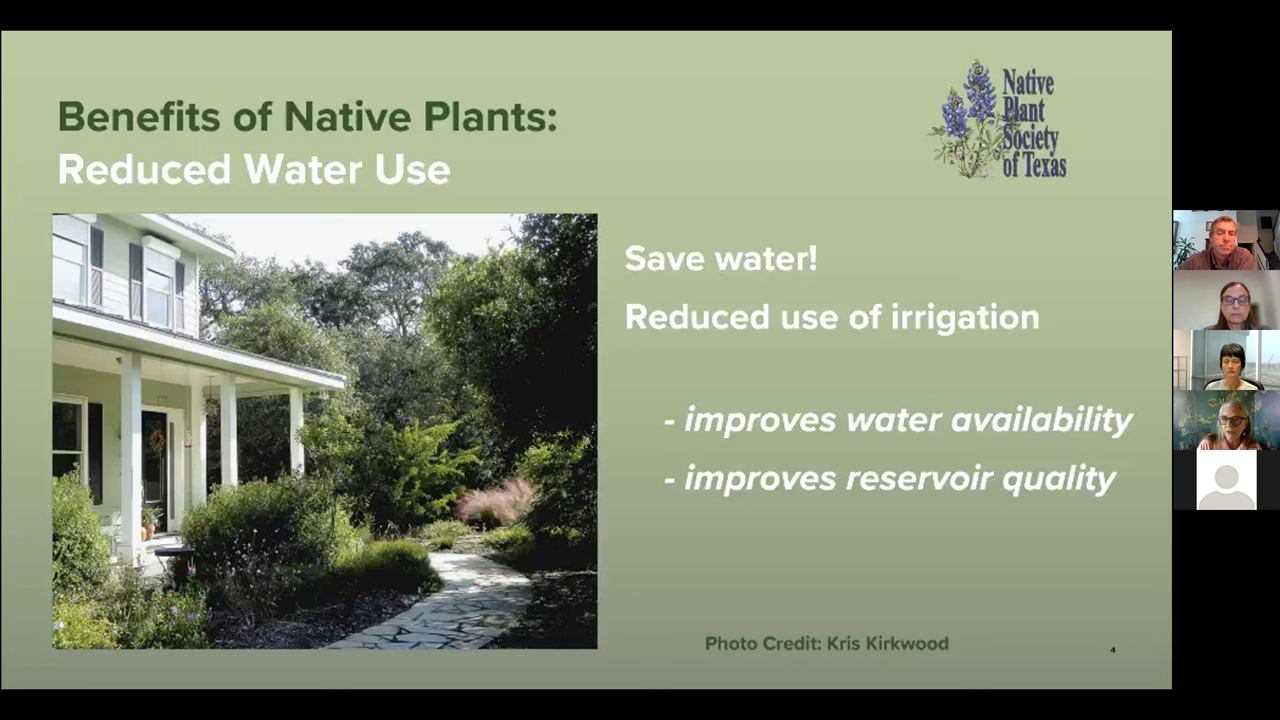 Benefits of Native Plants:
Reduced Water Use
Native
Plant
Society
of Texas
Save water!
Reduced use of irrigation
- improves water availability
- improves reservoir quality
Photo Credit: Kris Kirkwood
4